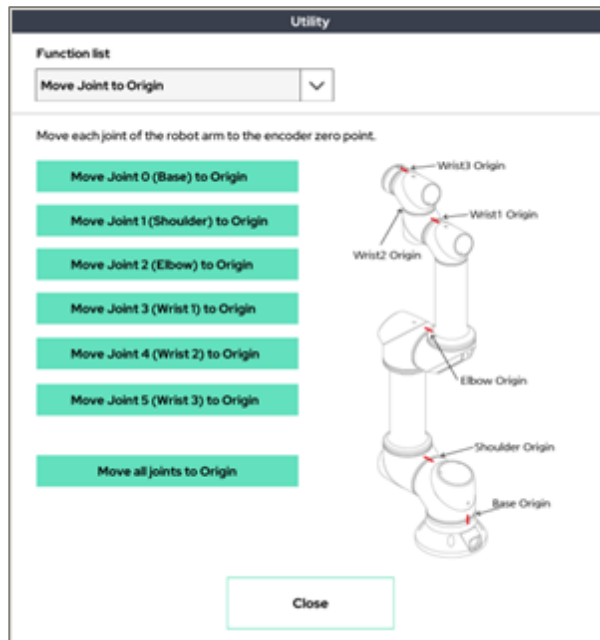 Utility
Function list
Move Joint to Origin
Move each joint of the robot arm to the encoder zero point.
Move Joint 0 (Base) to Origin
Move Joint 1 (Shoulder) to Origin
Move Joint 2 (Elbow) to Origin
Move Joint 3 (Wrist 1) to Origin
Move Joint 4 (Wrist 2) to Origin
Move Joint 5 (Wrist 3) to Origin
Move all joints to Origin
Wrist3 Origin
Wrist1 Origin
Wrist2 Origin
Elbow Origin
Shoulder Origin
Base Origin
Close